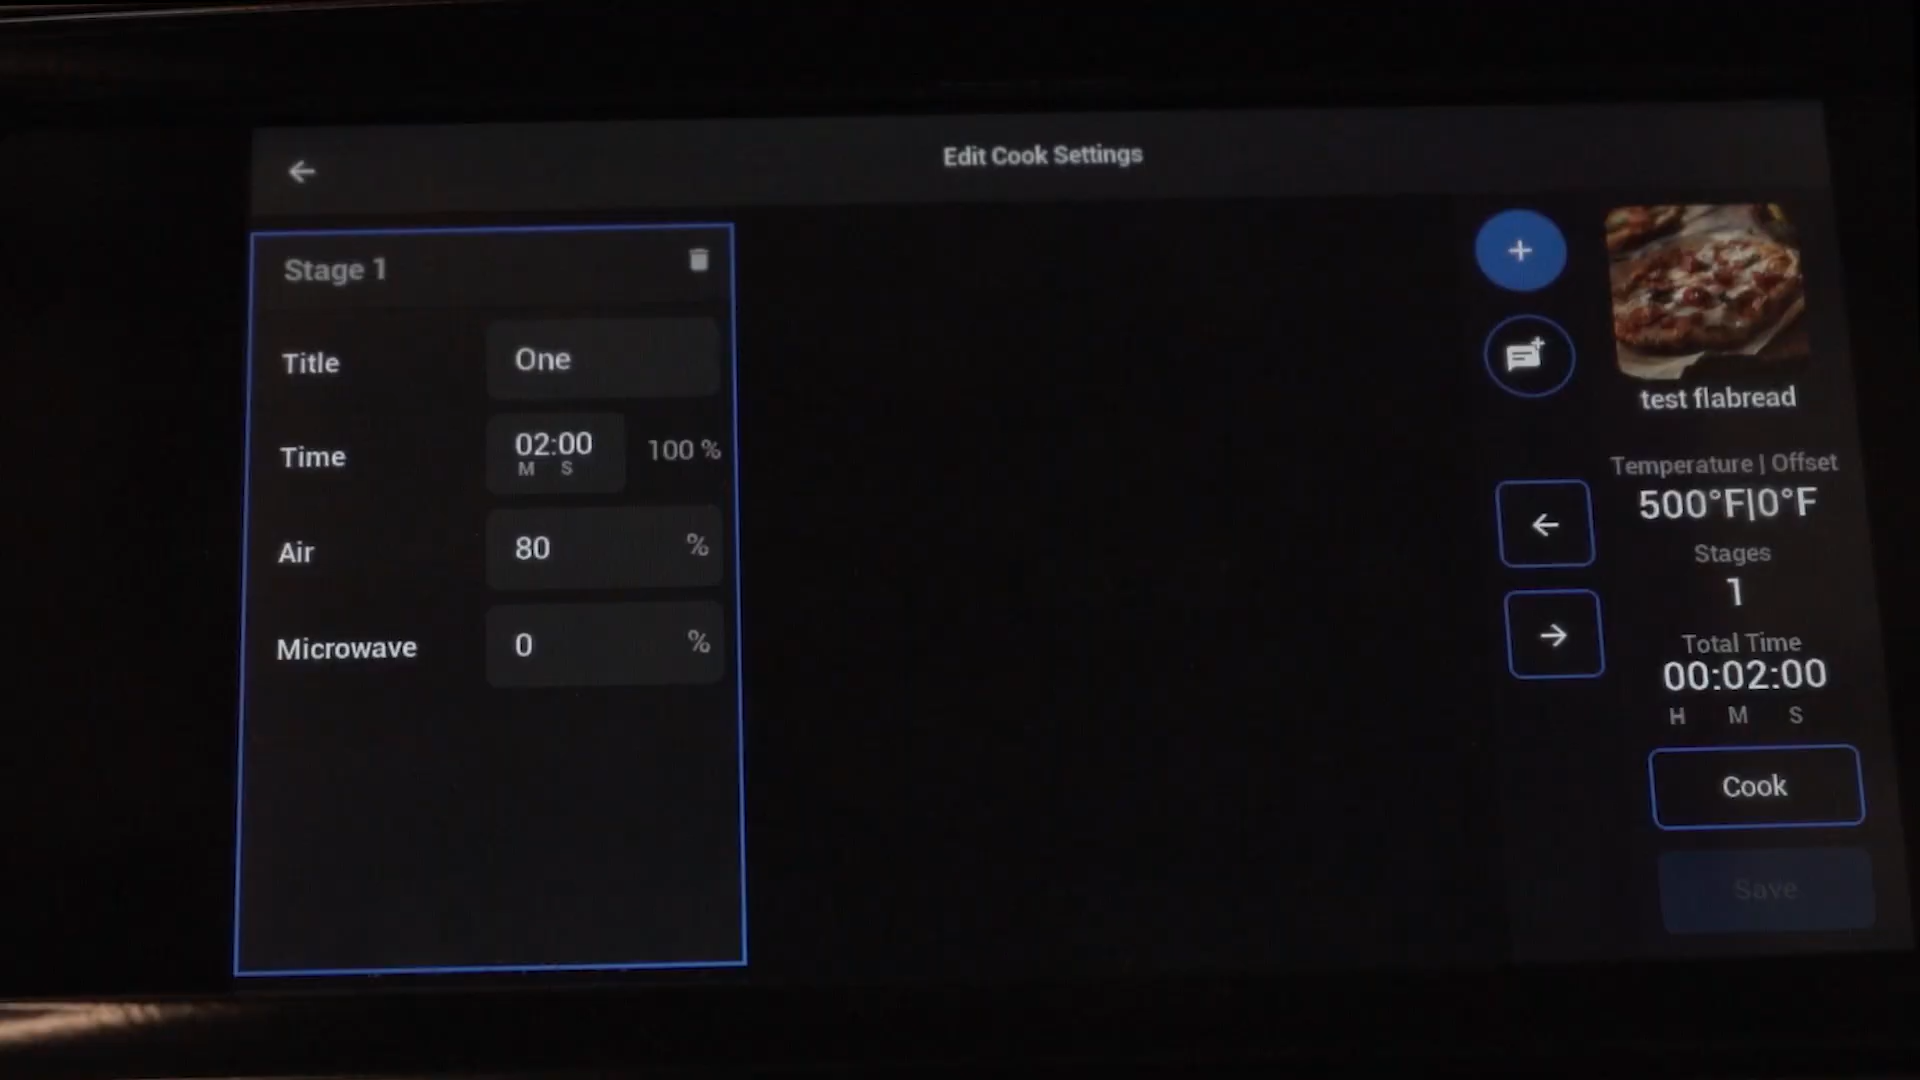 Edit Cook Settings
Stage 1
Title
One
Time
02:00
M S
100 %
Air
80 %
Microwave
0 %
test flabread
Temperature | Offset
500°F|0°F
Stages
1
Total Time
00:02:00
H M S
Cook
Save